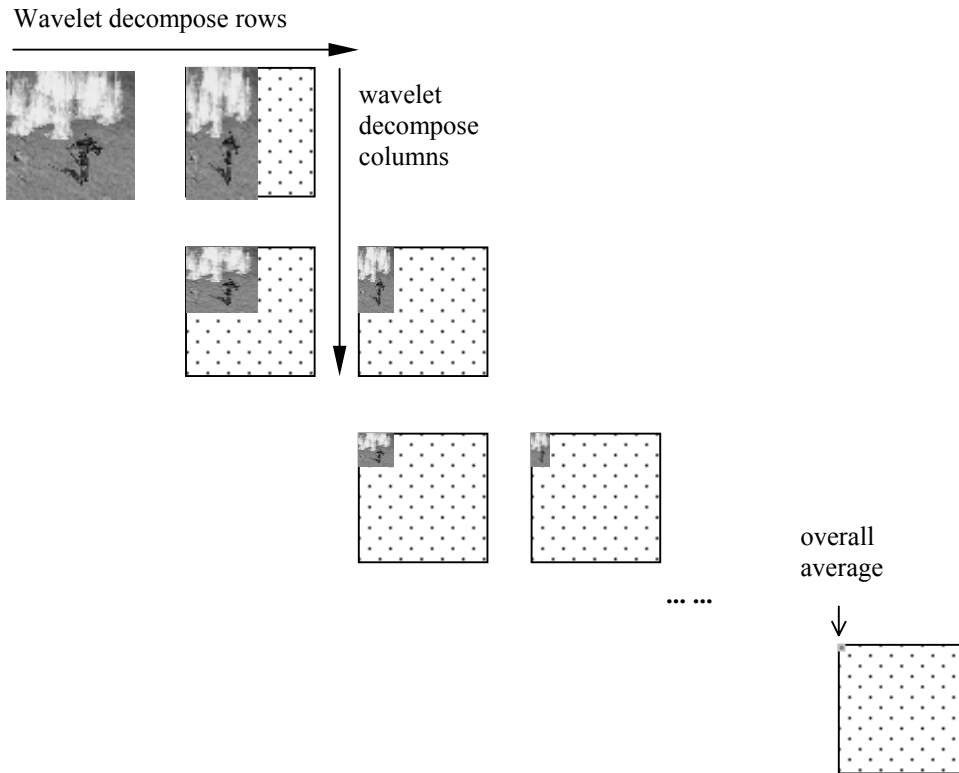 Wavelet decompose rows
wavelet
decompose
columns
overall
average
... ...